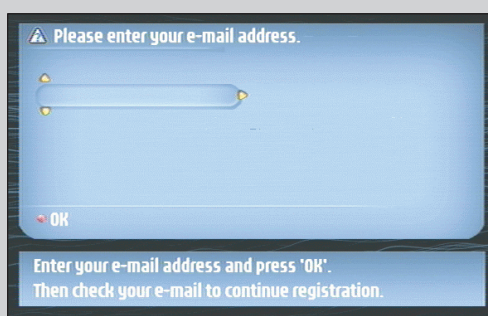 Please enter your e-mail address.
OK
Enter your e-mail address and press 'OK'.
Then check your e-mail to continue registration.